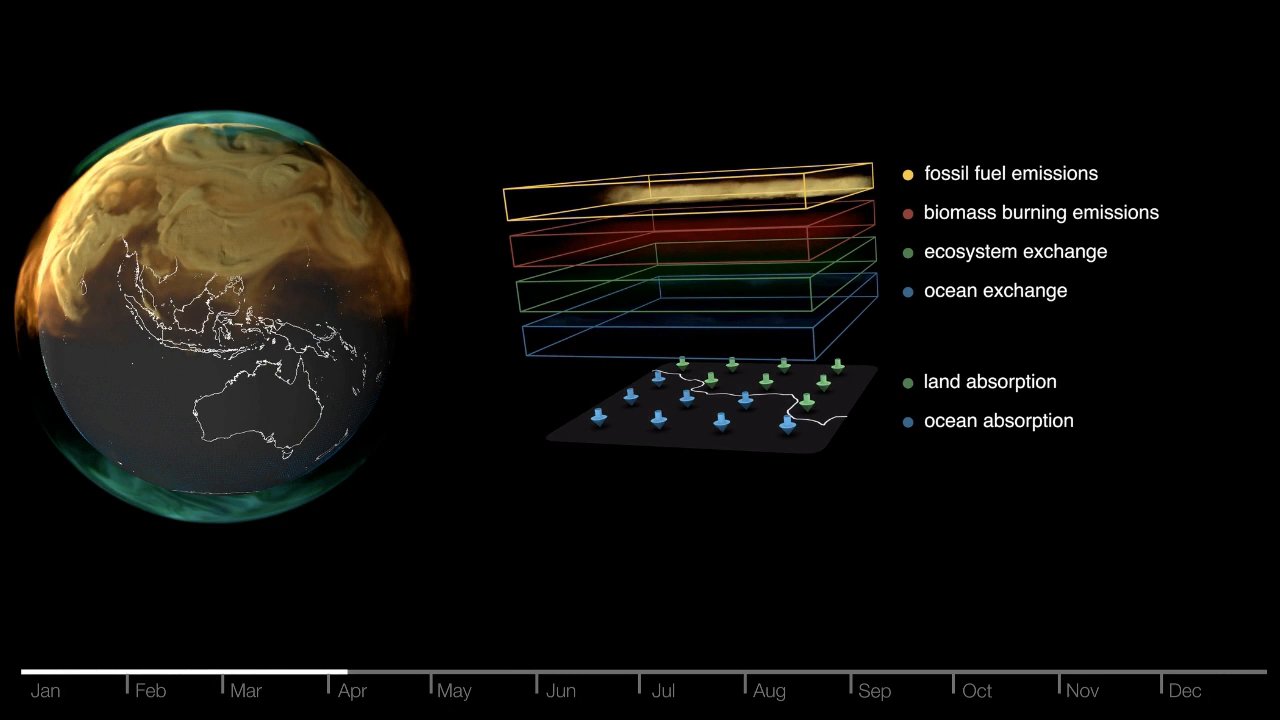 fossil fuel emissions
biomass burning emissions
ecosystem exchange
ocean exchange
land absorption
ocean absorption
Jan Feb Mar Apr May Jun Jul Aug Sep Oct Nov Dec